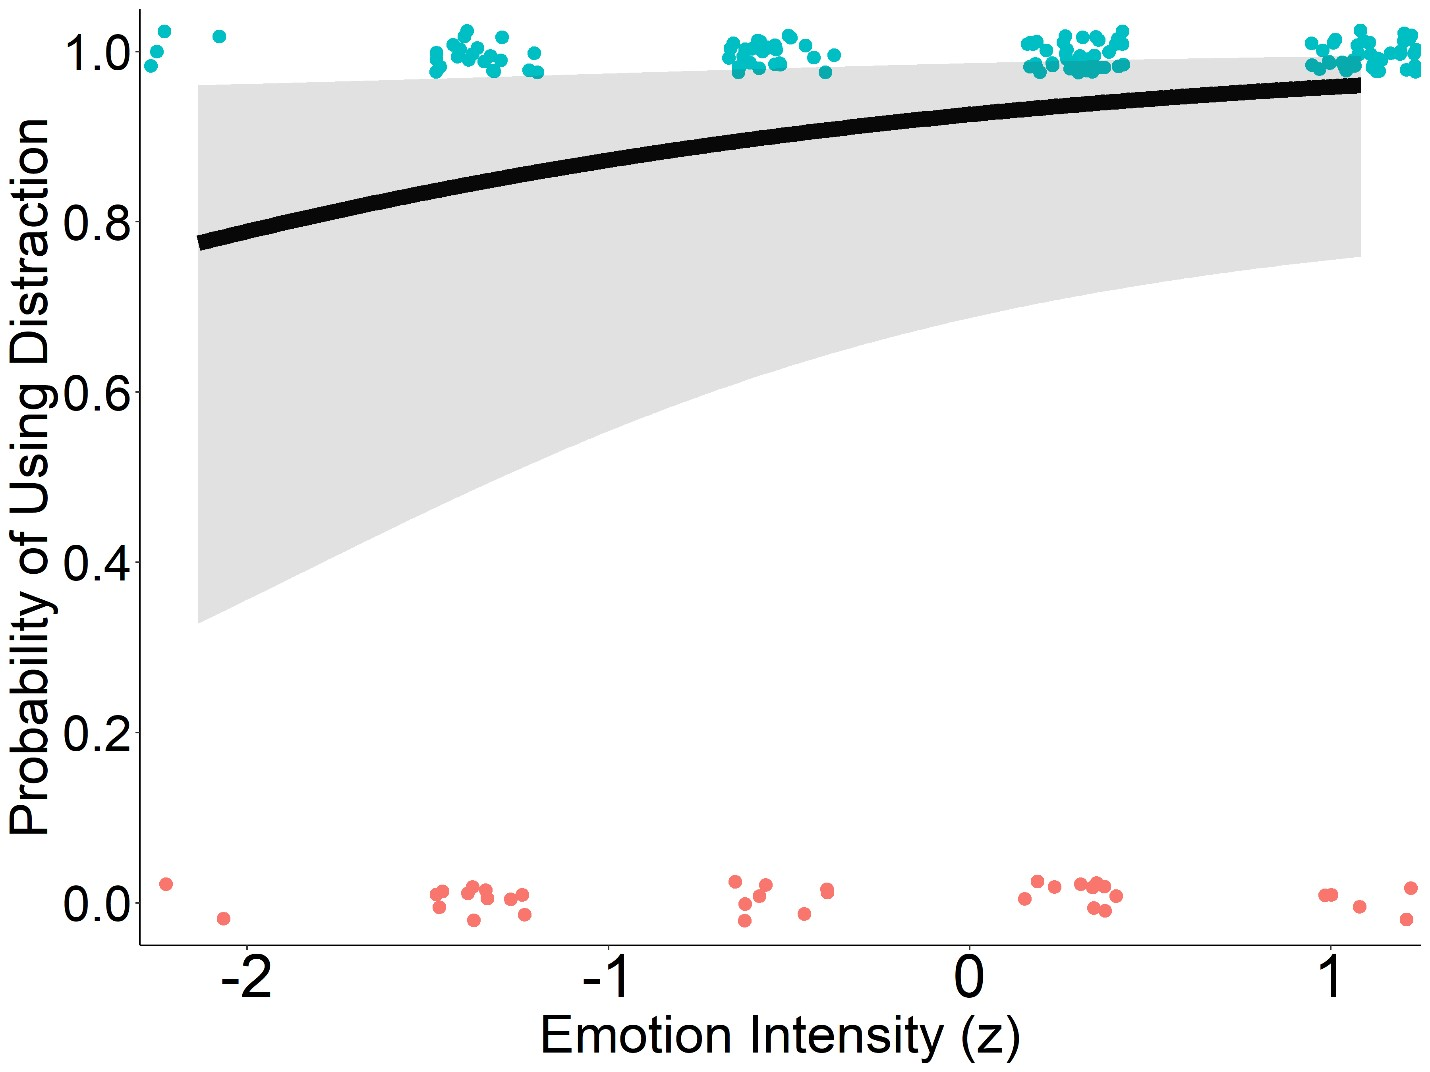 Probability of Using Distraction
1.0
0.8
0.6
0.4
0.2
0.0
-2 -1 0 1
Emotion Intensity (z)